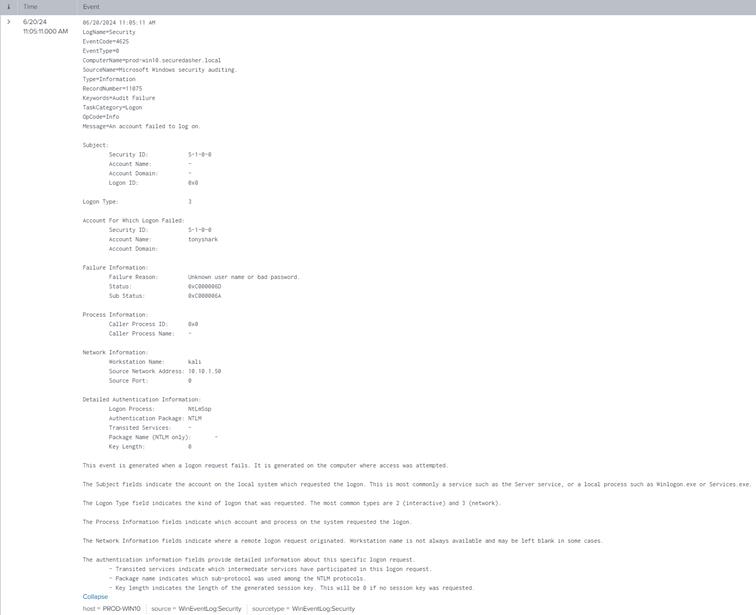 i Time Event
6/20/24
11:05:11.000 AM
06/20/2024 11:05:11 AM
LogName=Security
EventCode=4625
EventType=0
ComputerName=prod-win10.securedasher.local
SourceName=Microsoft Windows security auditing.
Type=Information
RecordNumber=11075
Keywords=Audit Failure
TaskCategory=Logon
OpCode=Info
Message=An account failed to log on.
Subject:
Security ID: S-1-0-0
Account Name: -
Account Domain: -
Logon ID: 0x0
Logon Type: 3
Account For Which Logon Failed:
Security ID: S-1-0-0
Account Name: tonyshark
Account Domain:
Failure Information:
Failure Reason: Unknown user name or bad password.
Status: 0xC000006D
Sub Status: 0xC000006A
Process Information:
Caller Process ID: 0x0
Caller Process Name: -
Network Information:
Workstation Name: kali
Source Network Address: 10.10.1.50
Source Port: 0
Detailed Authentication Information:
Logon Process: NtLmSsp
Authentication Package: NTLM
Transited Services: -
Package Name (NTLM only): -
Key Length: 0
This event is generated when a logon request fails. It is generated on the computer where access was attempted.
The Subject fields indicate the account on the local system which requested the logon. This is most commonly a service such as the Server service, or a local process such as Winlogon.exe or Services.exe.
The Logon Type field indicates the kind of logon that was requested. The most common types are 2 (interactive) and 3 (network).
The Process Information fields indicate which account and process on the system requested the logon.
The Network Information fields indicate where a remote logon request originated. Workstation name is not always available and may be left blank in some cases.
The authentication information fields provide detailed information about this specific logon request.
- Transited services indicate which intermediate services have participated in this logon request.
- Package name indicates which sub-protocol was used among the NTLM protocols.
- Key length indicates the length of the generated session key. This will be 0 if no session key was requested.
Collapse
host = PROD-WIN10 source = WinEventLog:Security sourcetype = WinEventLog:Security